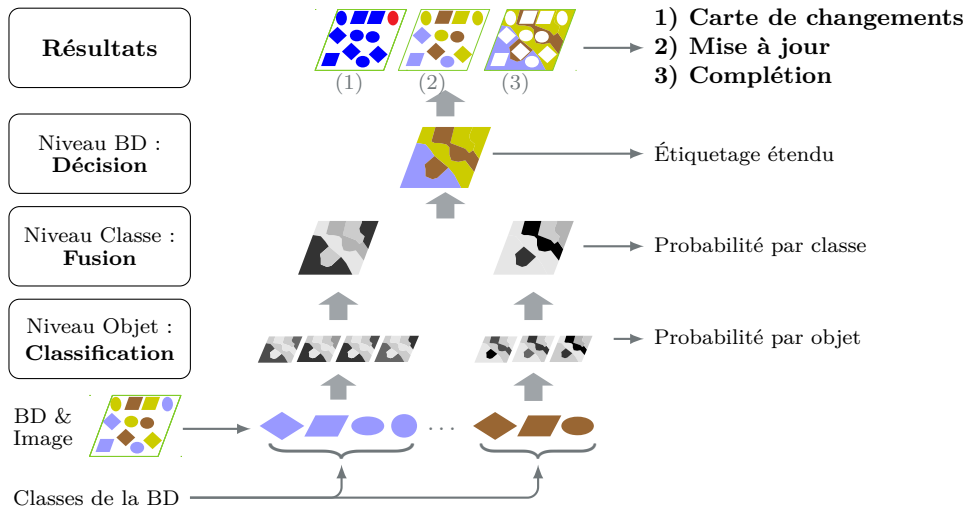 Résultats
(1) (2) (3)
1) Carte de changements
2) Mise à jour
3) Complétion
Niveau BD :
Décision
Étiquetage étendu
Niveau Classe :
Fusion
Probabilité par classe
Niveau Objet :
Classification
Probabilité par objet
BD &
Image
...
Classes de la BD